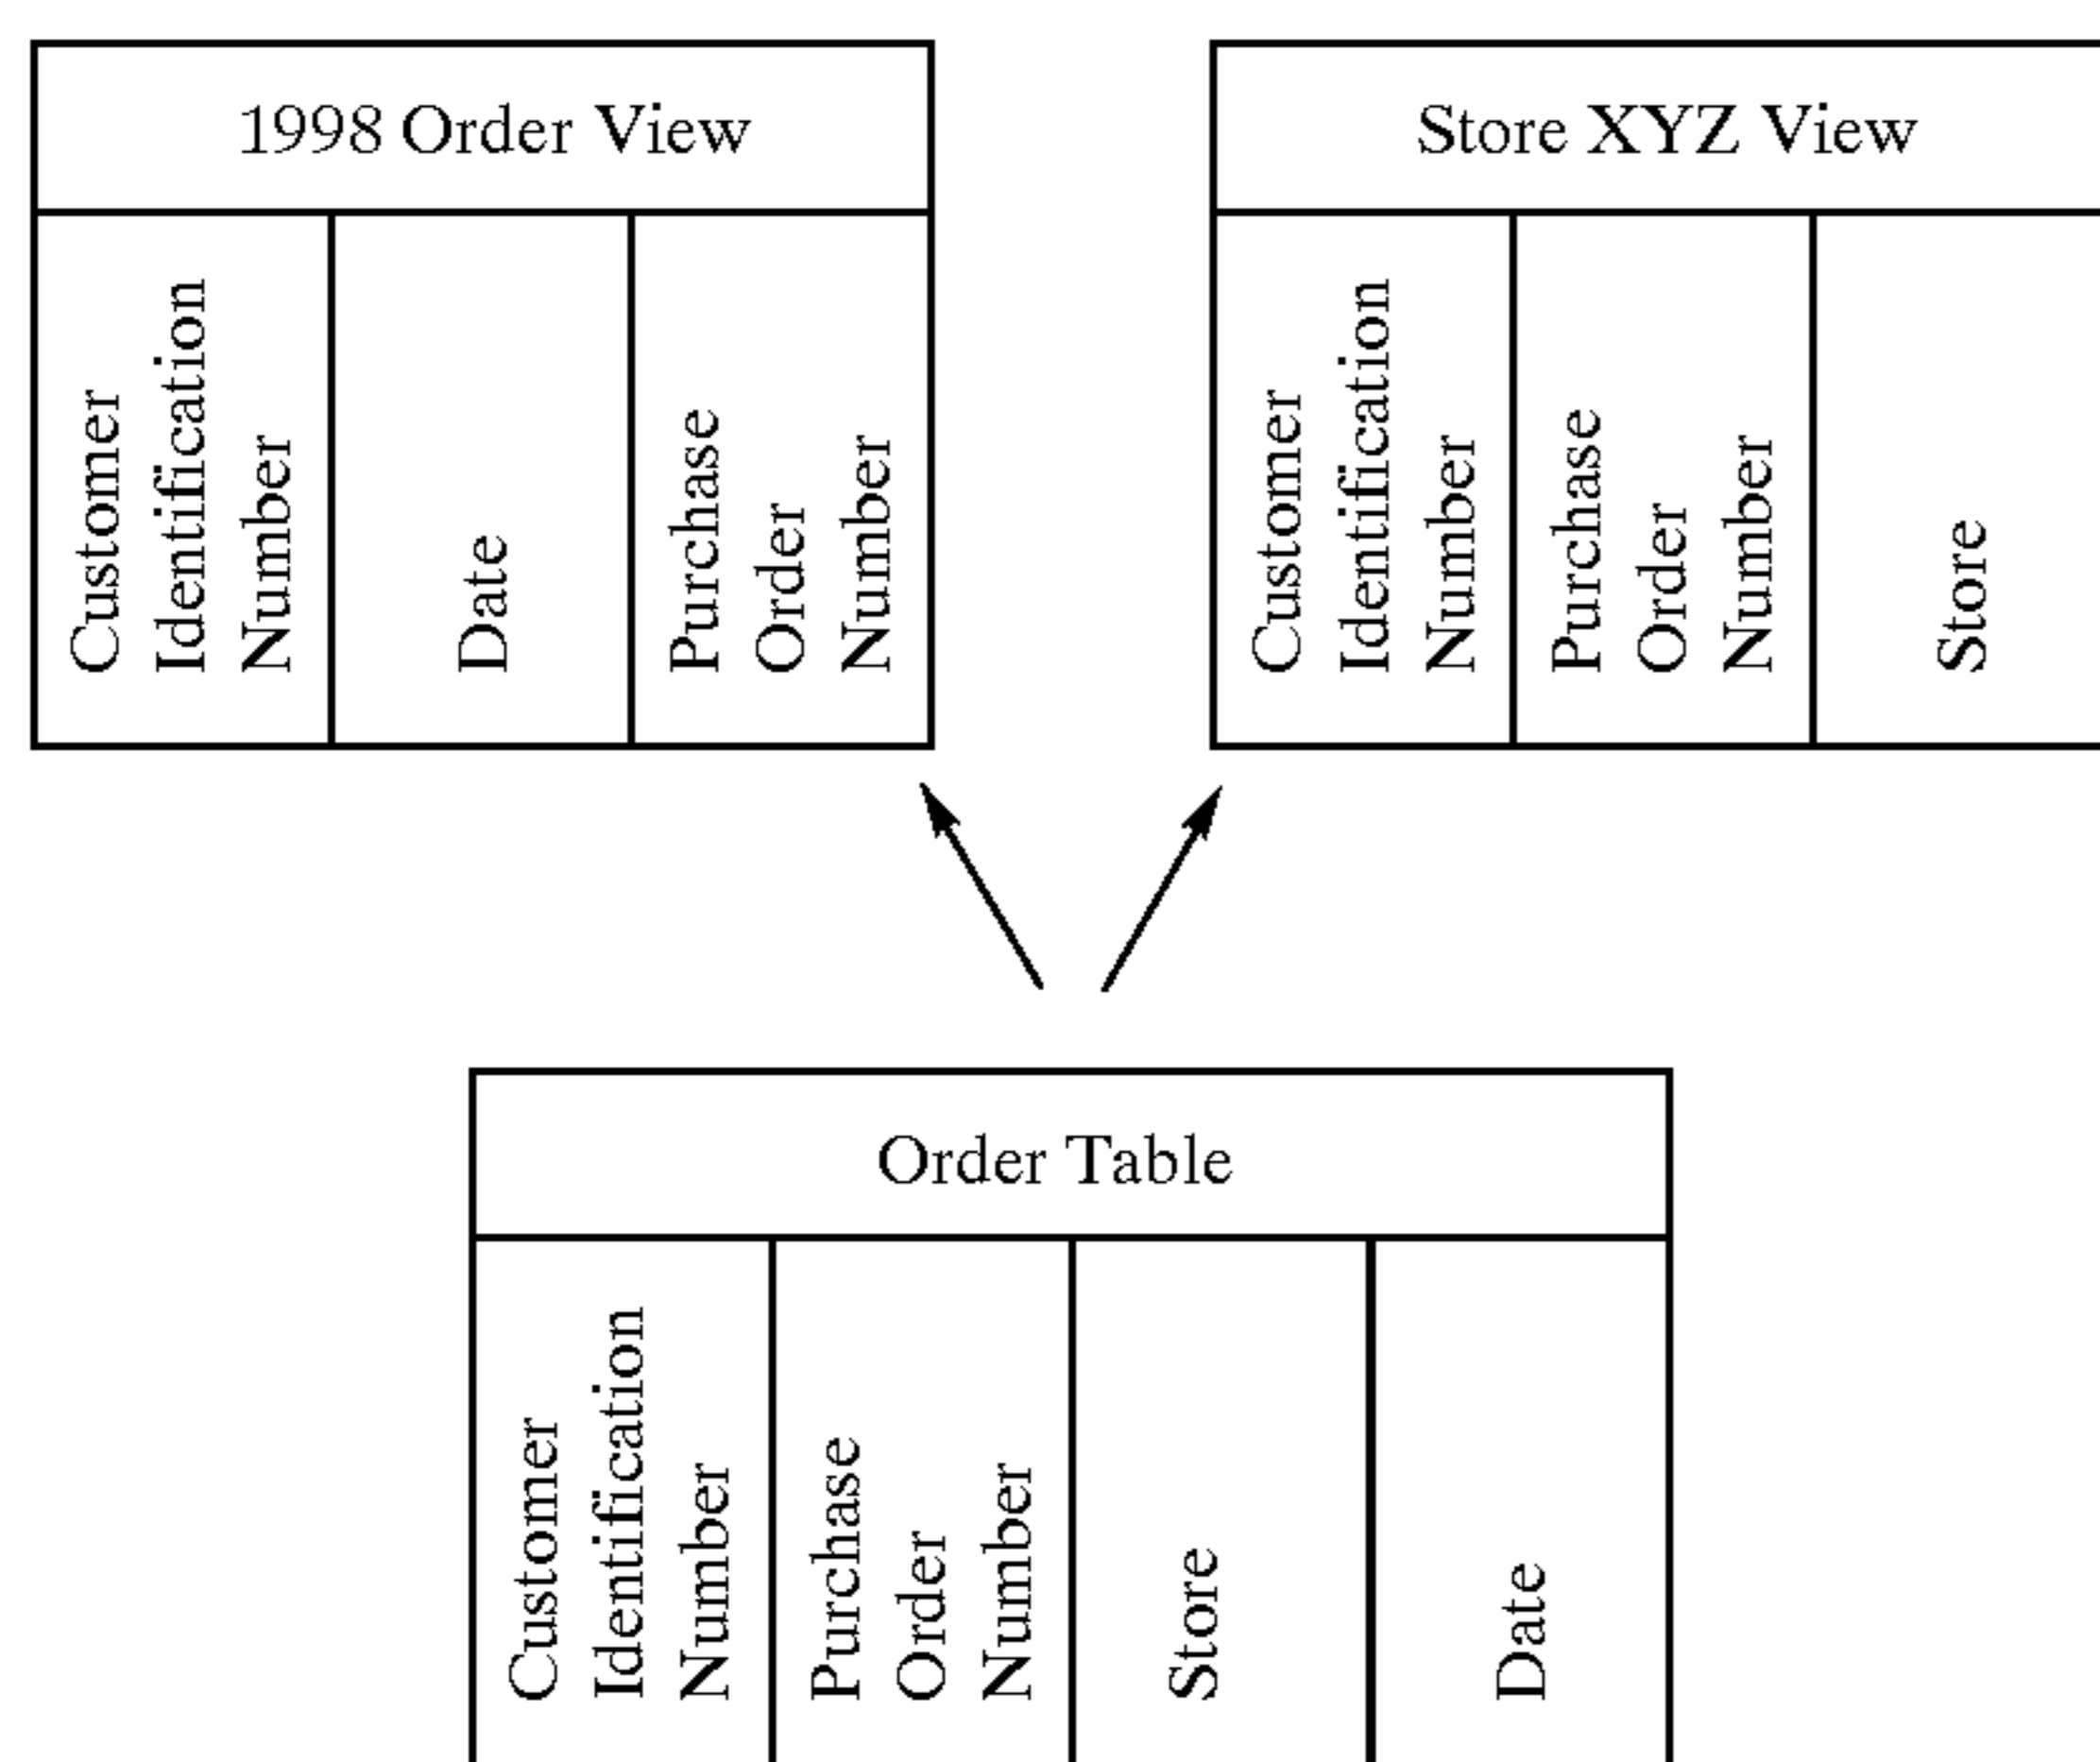 1998 Order View
Customer
Identification
Number
Date
Purchase
Order
Number
Store XYZ View
Customer
Identification
Number
Purchase
Order
Number
Store
Order Table
Customer
Identification
Number
Purchase
Order
Number
Store
Date